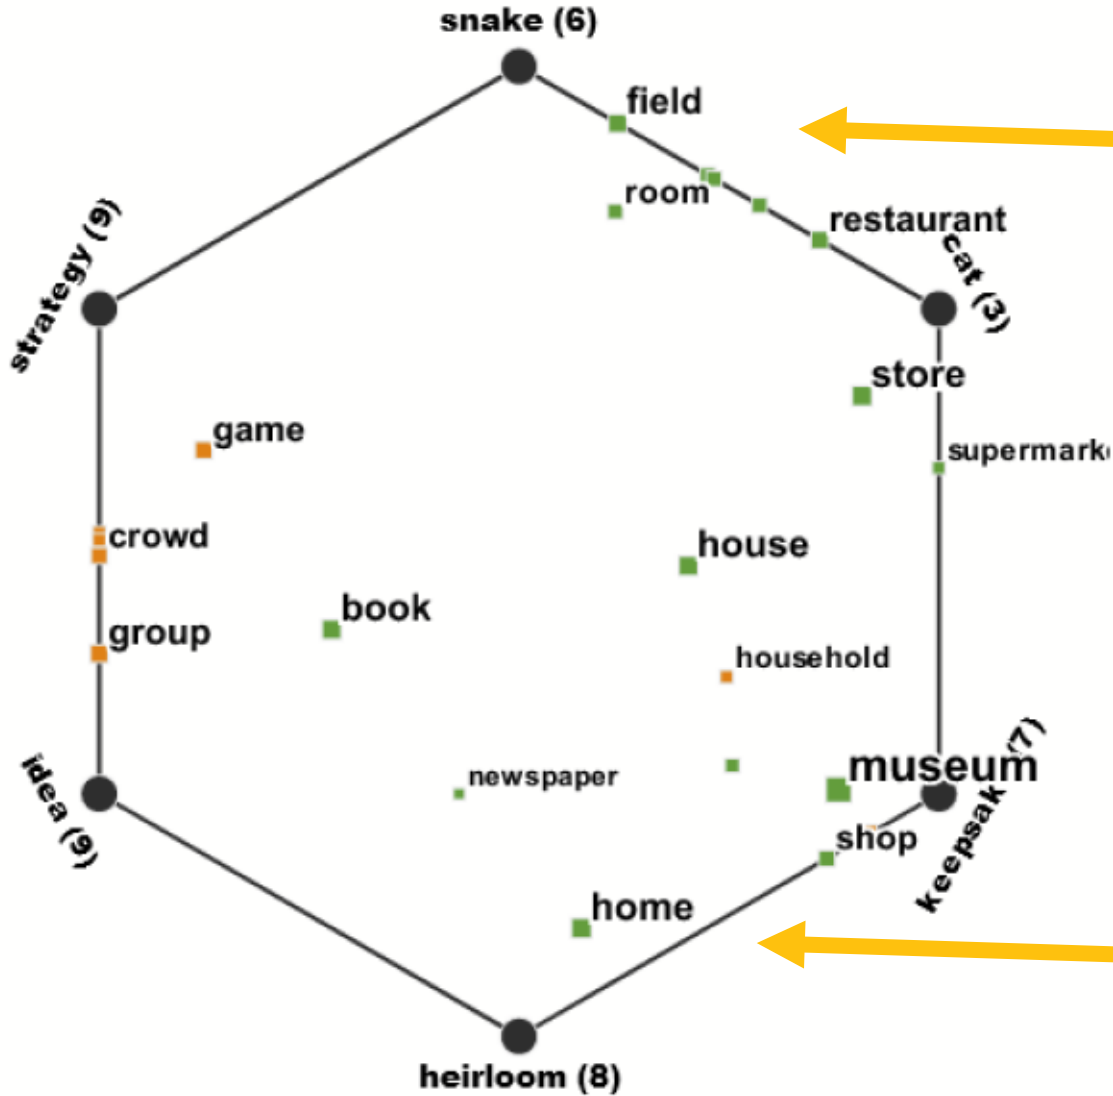 snake (6)
field
room
restaurant
strategy (9)
cat (3)
store
game
supermark
crowd
house
book
group
household
museum
newspaper
idea (9)
shop
keepsak (7)
home
heirloom (8)